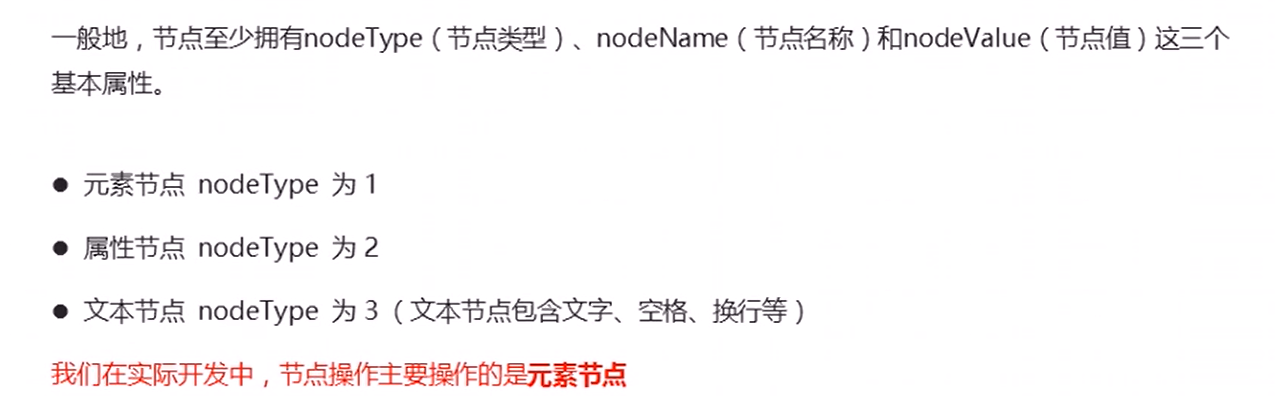 一般地，节点至少拥有nodeType（节点类型）、nodeName（节点名称）和nodeValue（节点值）这三个
基本属性。
● 元素节点 nodeType 为 1
● 属性节点 nodeType 为 2
● 文本节点 nodeType 为 3（文本节点包含文字、空格、换行等）
我们在实际开发中，节点操作主要操作的是元素节点